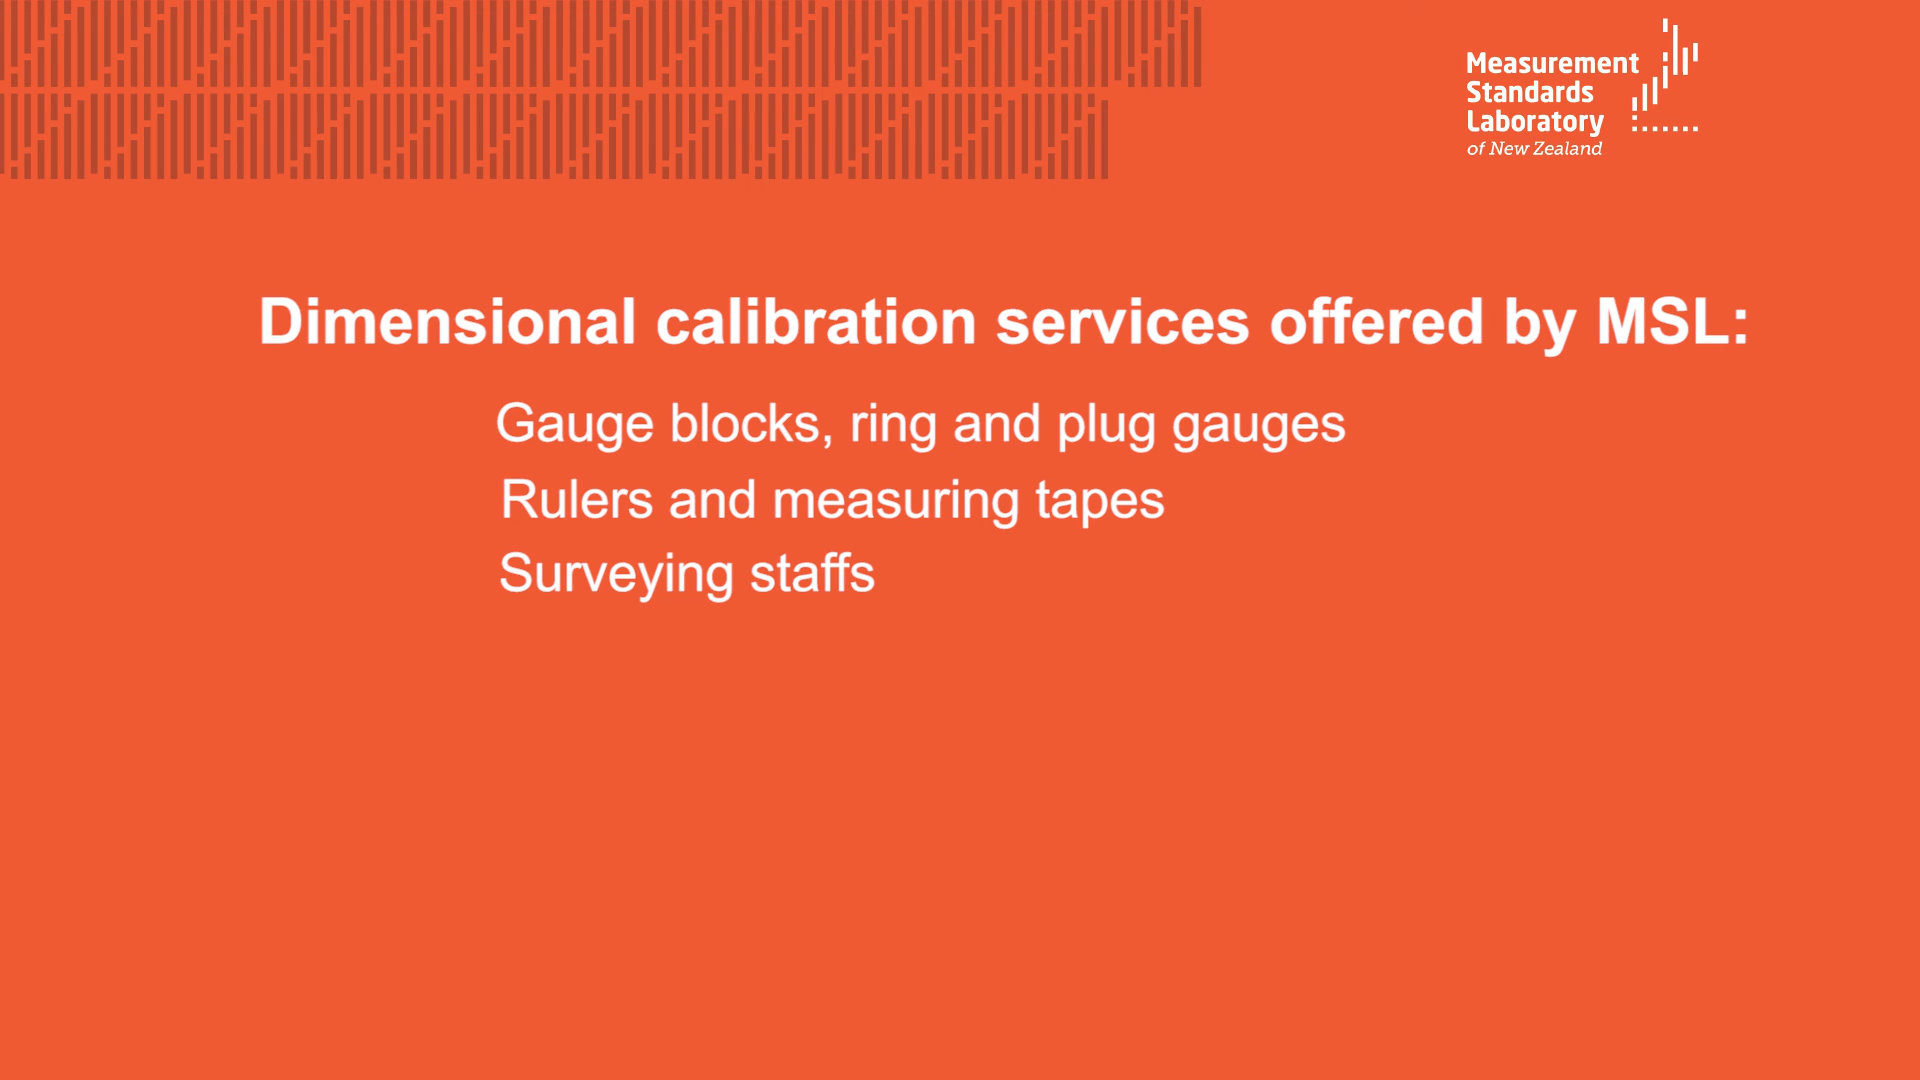 Measurement
Standards
Laboratory
of New Zealand
Dimensional calibration services offered by MSL:
Gauge blocks, ring and plug gauges
Rulers and measuring tapes
Surveying staffs